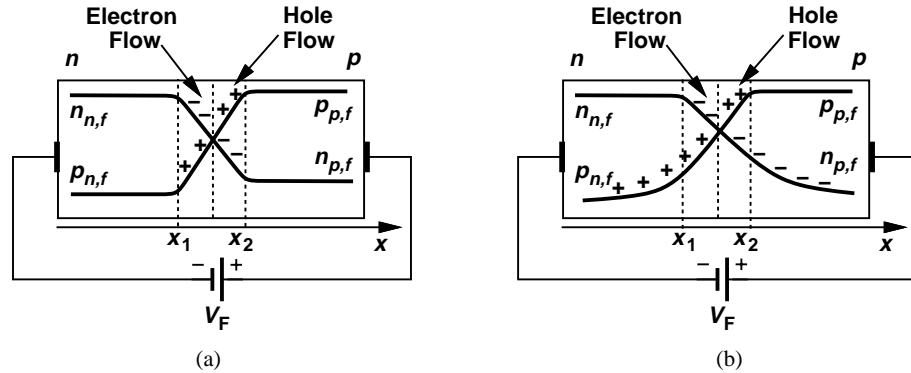 Electron Flow
Hole Flow
n
p
n_{n,f}
p_{p,f}
p_{n,f}
n_{p,f}
x_1
x_2
x
− +
V_F
(a)
Electron Flow
Hole Flow
n
p
n_{n,f}
p_{p,f}
p_{n,f}
n_{p,f}
x_1
x_2
x
− +
V_F
(b)